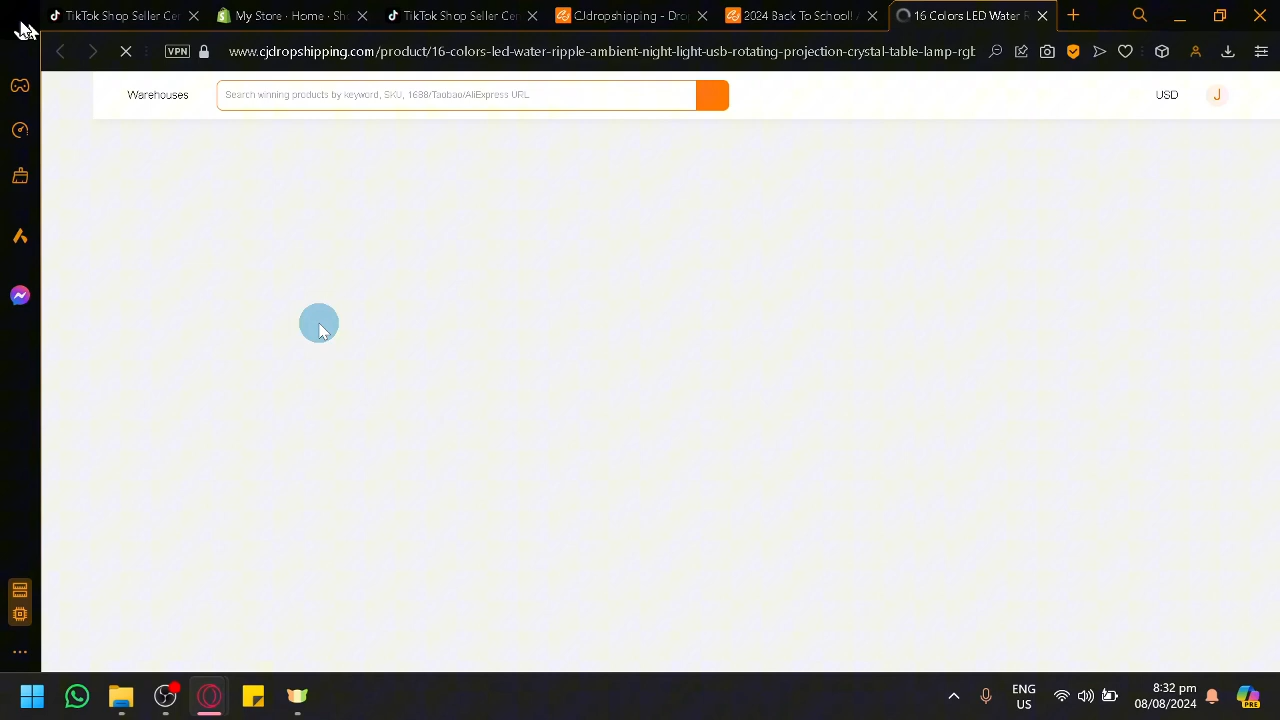 TikTok Shop Seller Cen
My Store · Home · Sho
TikTok Shop Seller Cen
CJdropshipping - Drop
2024 Back To School! A
16 Colors LED Water R
VPN
www.cjdropshipping.com/product/16-colors-led-water-ripple-ambient-night-light-usb-rotating-projection-crystal-table-lamp-rgb
Warehouses
Search winning products by keyword, SKU, 1688/Taobao/AliExpress URL
USD
J
ENG
US
8:32 pm
08/08/2024
PRE